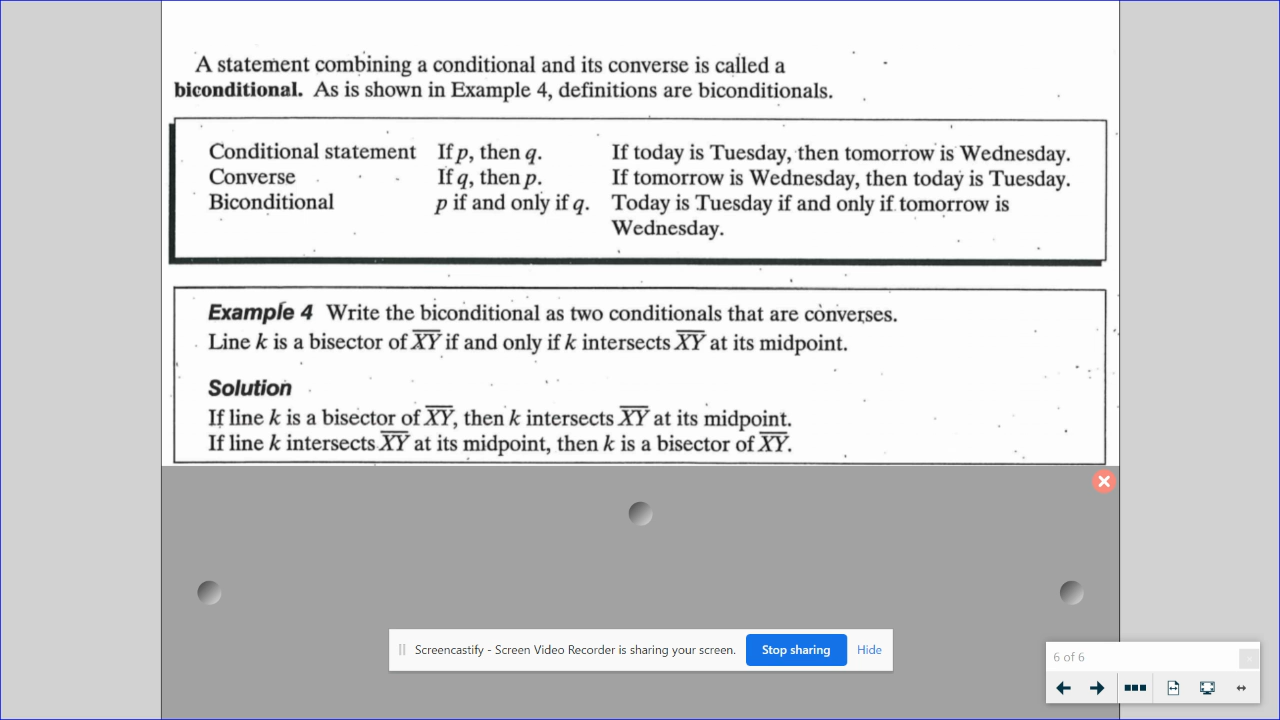 A statement combining a conditional and its converse is called a
biconditional. As is shown in Example 4, definitions are biconditionals.
Conditional statement If p, then q. If today is Tuesday, then tomorrow is Wednesday.
Converse If q, then p. If tomorrow is Wednesday, then today is Tuesday.
Biconditional p if and only if q. Today is Tuesday if and only if tomorrow is
Wednesday.
Example 4 Write the biconditional as two conditionals that are converses.
Line k is a bisector of X̅Y̅ if and only if k intersects X̅Y̅ at its midpoint.
Solution
If line k is a bisector of X̅Y̅, then k intersects X̅Y̅ at its midpoint.
If line k intersects X̅Y̅ at its midpoint, then k is a bisector of X̅Y̅.
Screencastify - Screen Video Recorder is sharing your screen. Stop sharing Hide
6 of 6